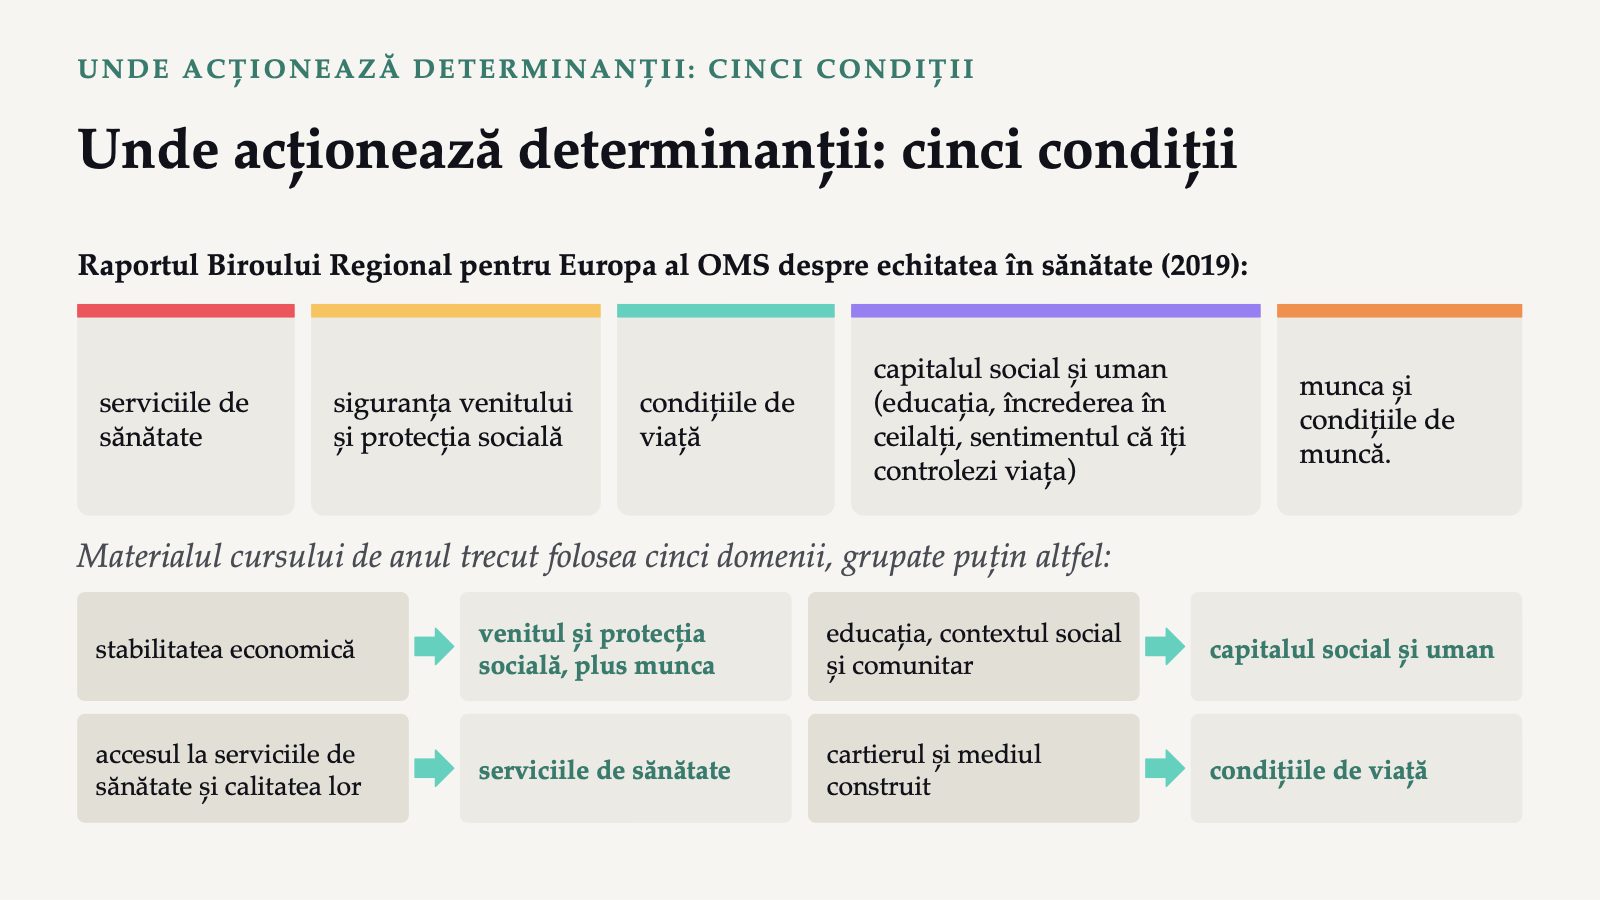 UNDE ACȚIONEAZĂ DETERMINANȚII: CINCI CONDIȚII
Unde acționează determinanții: cinci condiții
Raportul Biroului Regional pentru Europa al OMS despre echitatea în sănătate (2019):
serviciile de
sănătate
siguranța venitului
și protecția socială
condițiile de
viață
capitalul social și uman
(educația, încrederea în
ceilalți, sentimentul că îți
controlezi viața)
munca și
condițiile de
muncă.
Materialul cursului de anul trecut folosea cinci domenii, grupate puțin altfel:
stabilitatea economică
venitul și protecția
socială, plus munca
educația, contextul social
și comunitar
capitalul social și uman
accesul la serviciile de
sănătate și calitatea lor
serviciile de sănătate
cartierul și mediul
construit
condițiile de viață